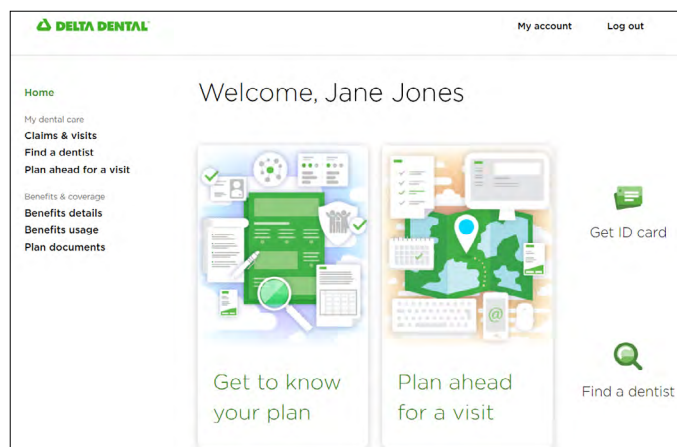 DELTA DENTAL
My account
Log out
Home
My dental care
Claims & visits
Find a dentist
Plan ahead for a visit
Benefits & coverage
Benefits details
Benefits usage
Plan documents
Welcome, Jane Jones
Get to know
your plan
@
Plan ahead
for a visit
Get ID card
Find a dentist